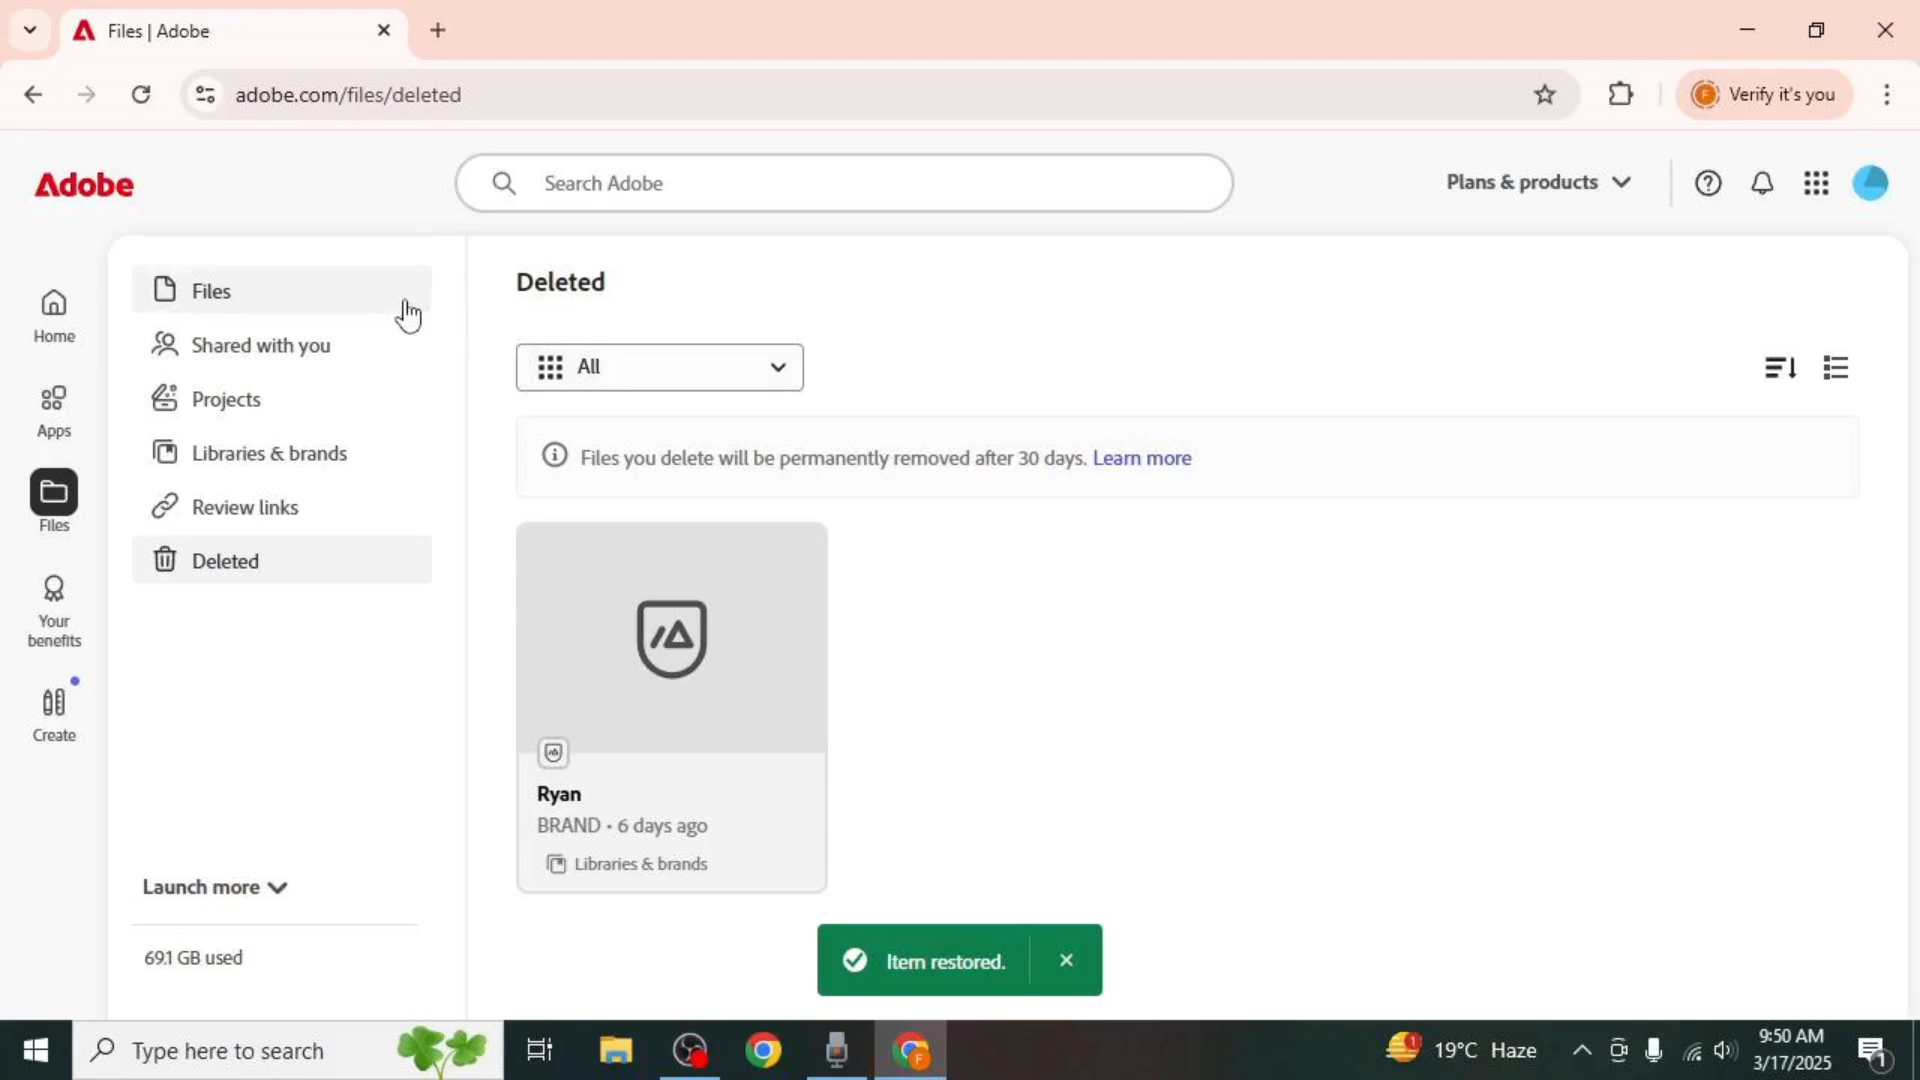 Files | Adobe
adobe.com/files/deleted
Verify it's you
Adobe
Search Adobe
Plans & products
Home
Apps
Files
Your benefits
Create
Files
Shared with you
Projects
Libraries & brands
Review links
Deleted
Launch more
69.1 GB used
Deleted
All
Files you delete will be permanently removed after 30 days. Learn more
Ryan
BRAND • 6 days ago
Libraries & brands
Item restored.
Type here to search
19°C Haze
9:50 AM
3/17/2025